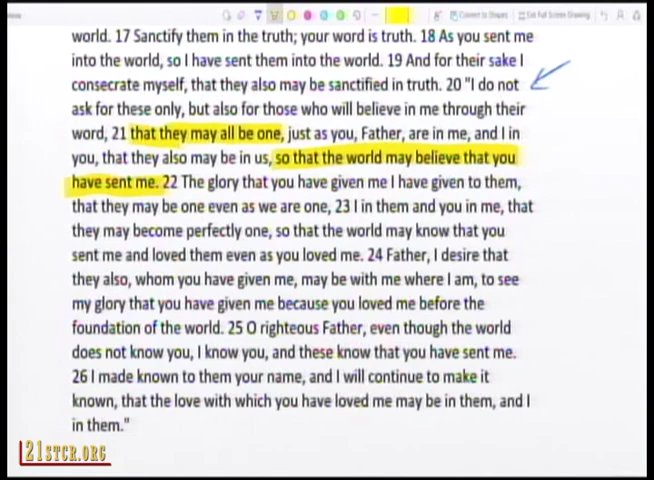 Convert to Shapes Exit Full Screen Drawing
world. 17 Sanctify them in the truth; your word is truth. 18 As you sent me
into the world, so I have sent them into the world. 19 And for their sake I
consecrate myself, that they also may be sanctified in truth. 20 "I do not
ask for these only, but also for those who will believe in me through their
word, 21 that they may all be one, just as you, Father, are in me, and I in
you, that they also may be in us, so that the world may believe that you
have sent me. 22 The glory that you have given me I have given to them,
that they may be one even as we are one, 23 I in them and you in me, that
they may become perfectly one, so that the world may know that you
sent me and loved them even as you loved me. 24 Father, I desire that
they also, whom you have given me, may be with me where I am, to see
my glory that you have given me because you loved me before the
foundation of the world. 25 O righteous Father, even though the world
does not know you, I know you, and these know that you have sent me.
26 I made known to them your name, and I will continue to make it
known, that the love with which you have loved me may be in them, and I
in them."
21STCR.ORG